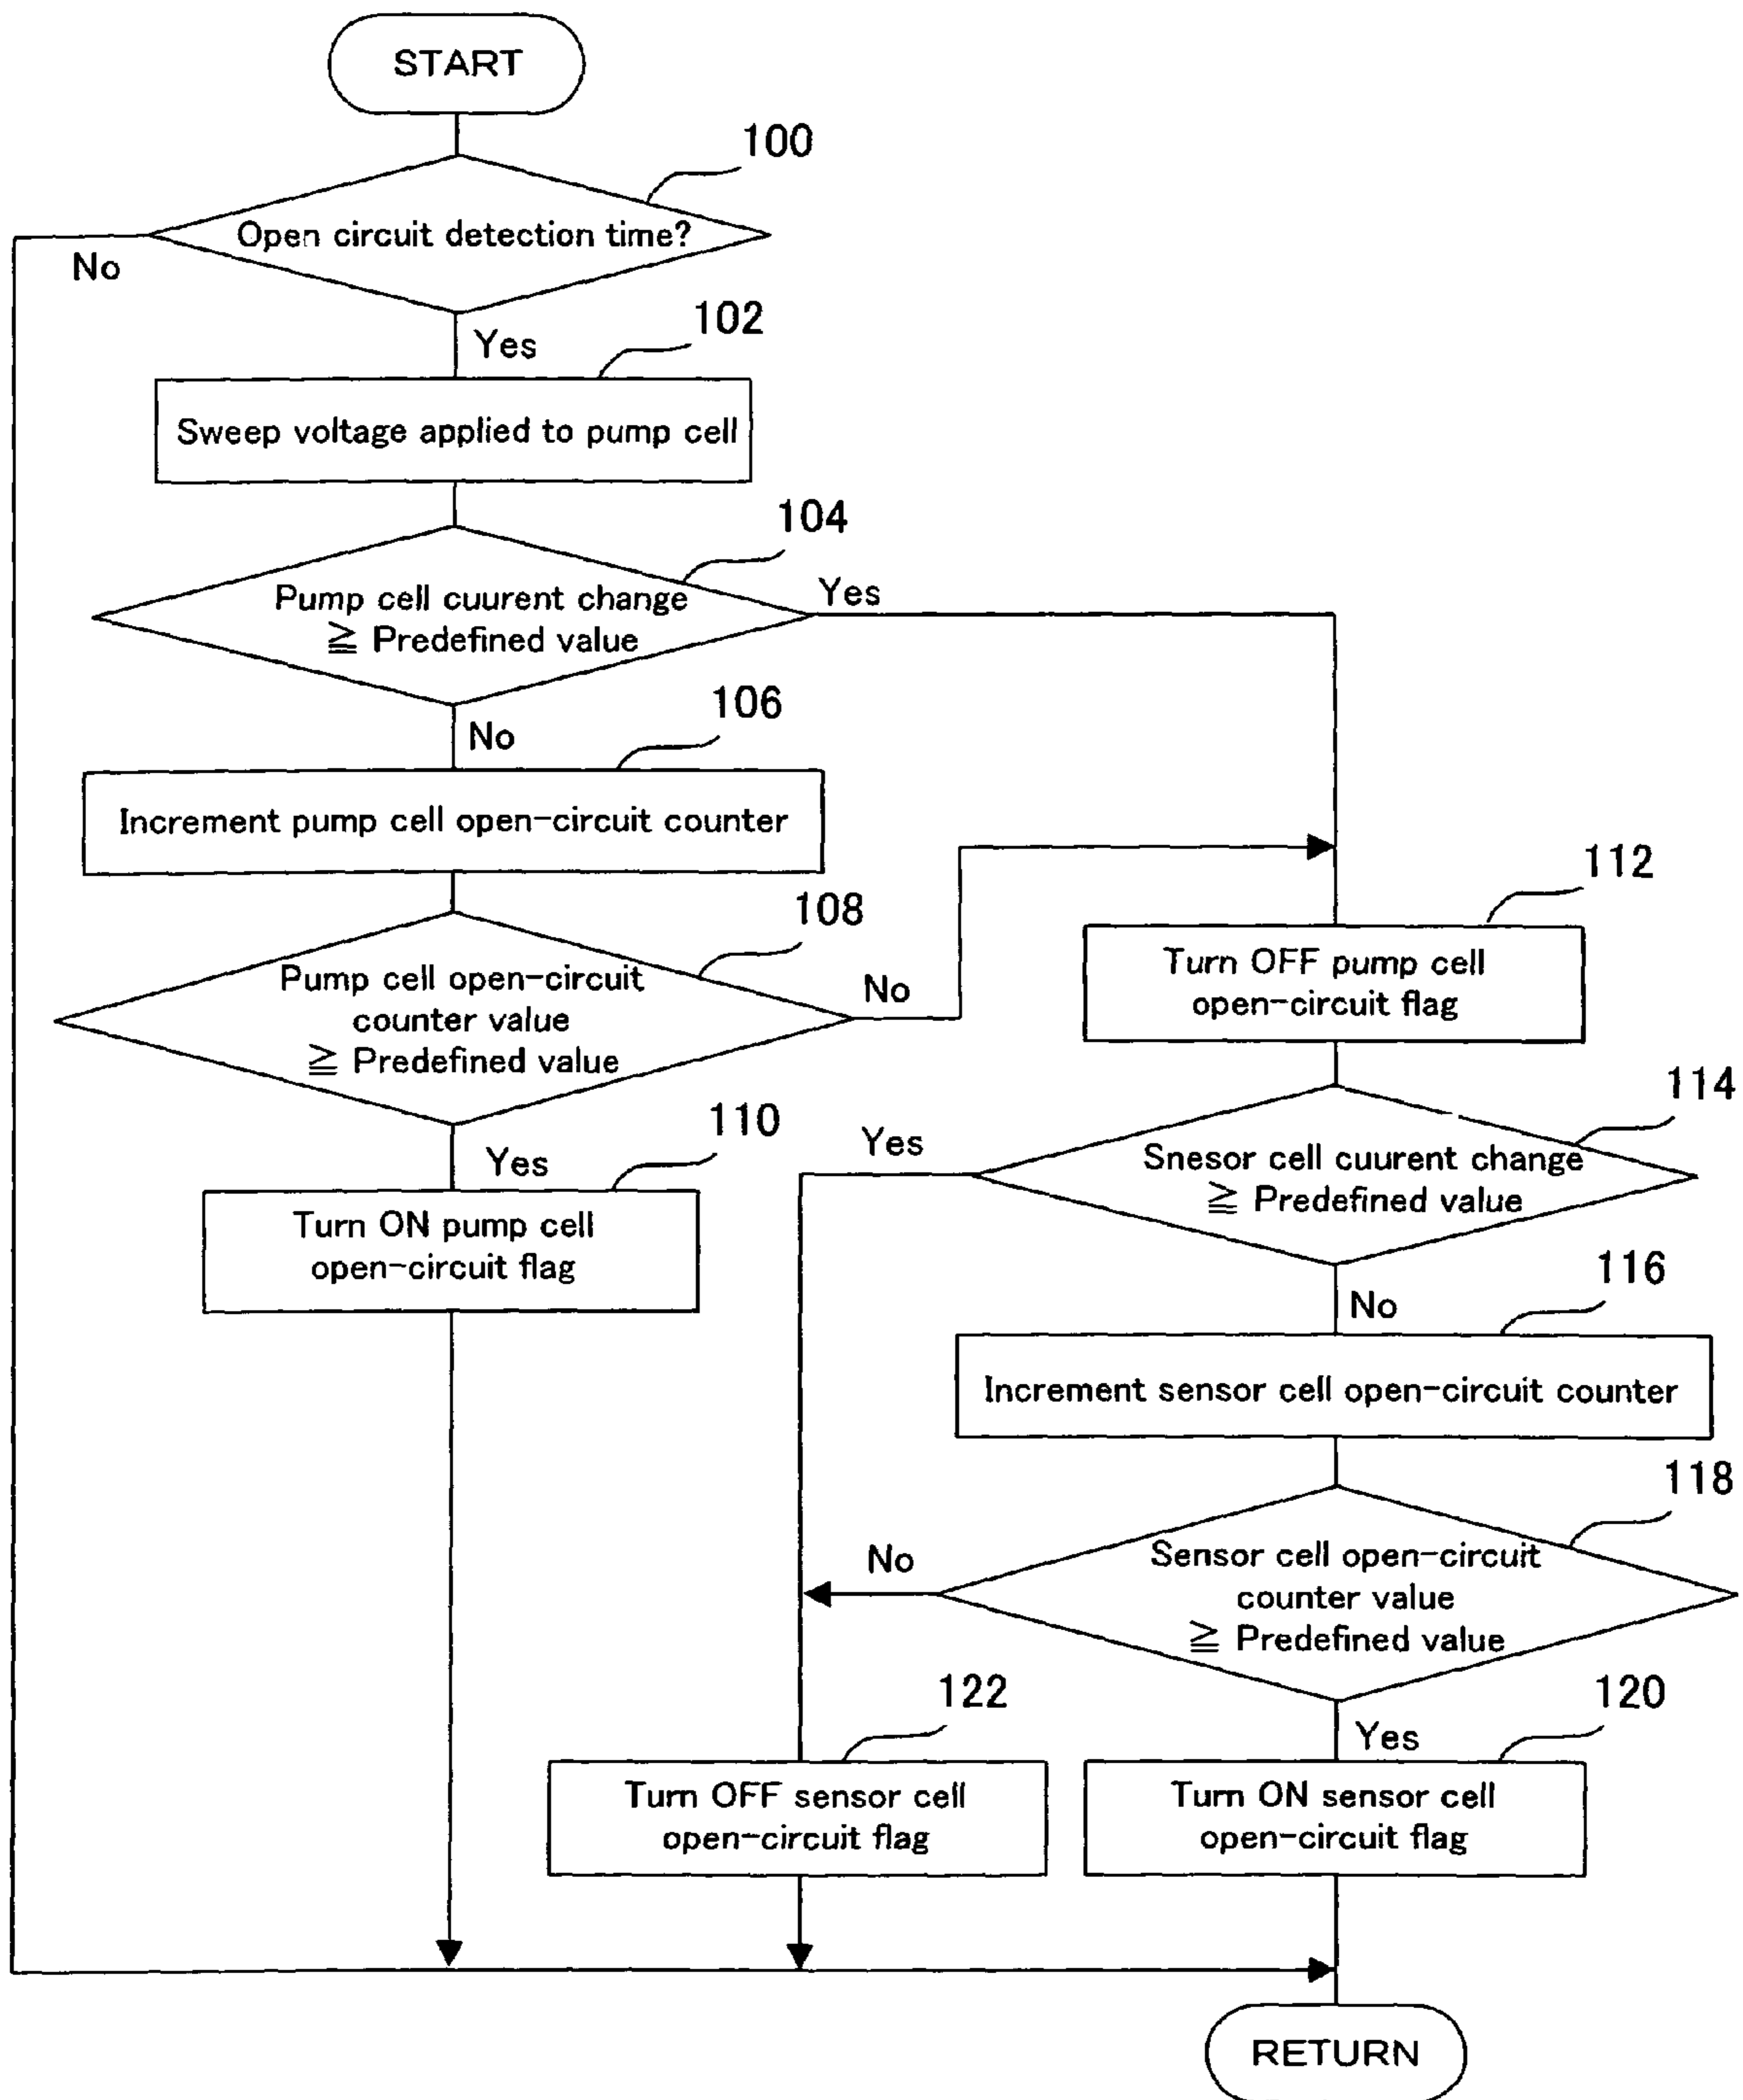 START
100
Open circuit detection time?
No
Yes
102
Sweep voltage applied to pump cell
104
Pump cell cuurent change
≧ Predefined value
Yes
No
106
Increment pump cell open-circuit counter
108
Pump cell open-circuit
counter value
≧ Predefined value
No
Yes
110
Turn ON pump cell
open-circuit flag
112
Turn OFF pump cell
open-circuit flag
114
Snesor cell cuurent change
≧ Predefined value
Yes
No
116
Increment sensor cell open-circuit counter
118
Sensor cell open-circuit
counter value
≧ Predefined value
No
Yes
122
Turn OFF sensor cell
open-circuit flag
120
Turn ON sensor cell
open-circuit flag
RETURN